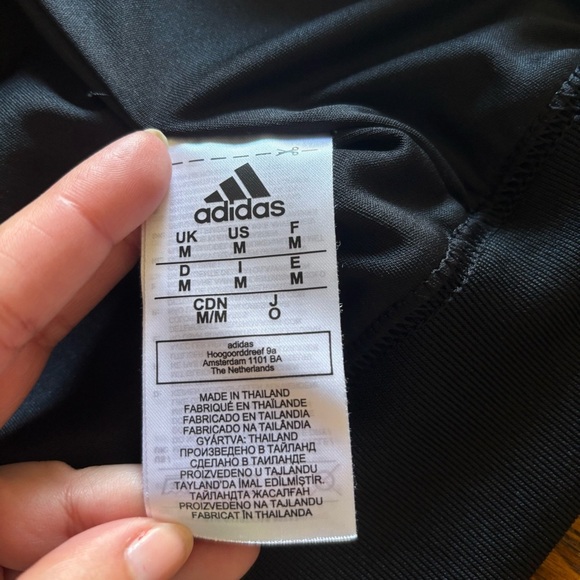 adidas
UK US F
M M M
D I E
M M M
CDN J
M/M O
adidas
Hoogoorddreef 9a
Amsterdam 1101 BA
The Netherlands
MADE IN THAILAND
FABRIQUÉ EN THAÏLANDE
FABRICADO EN TAILANDIA
FABRICADO NA TAILÂNDIA
GYÁRTVA: THAILAND
ПРОИЗВЕДЕНО В ТАЙЛАНД
СДЕЛАНО В ТАИЛАНДЕ
PROIZVEDENO U TAJLANDU
TAYLAND'DA İMAL EDİLMİŞTİR.
ТАЙЛАНДТА ЖАСАЛҒАН
PROIZVEDENO NA TAJLANDU
FABRICAT ÎN THAILANDA